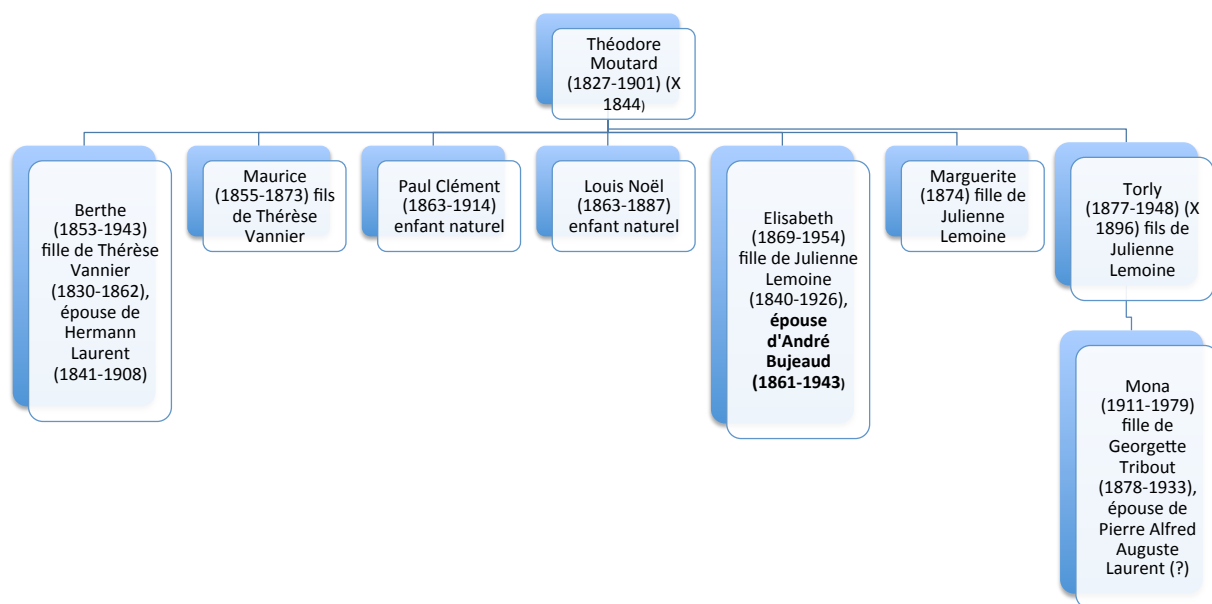 Théodore
Moutard
(1827-1901) (X
1844)
Berthe
(1853-1943)
fille de Thérèse
Vannier
(1830-1862),
épouse de
Hermann
Laurent
(1841-1908)
Maurice
(1855-1873) fils
de Thérèse
Vannier
Paul Clément
(1863-1914)
enfant naturel
Louis Noël
(1863-1887)
enfant naturel
Elisabeth
(1869-1954)
fille de Julienne
Lemoine
(1840-1926),
épouse
d'André
Bujeaud
(1861-1943)
Marguerite
(1874) fille de
Julienne
Lemoine
Torly
(1877-1948) (X
1896) fils de
Julienne
Lemoine
Mona
(1911-1979)
fille de
Georgette
Tribout
(1878-1933),
épouse de
Pierre Alfred
Auguste
Laurent (?)